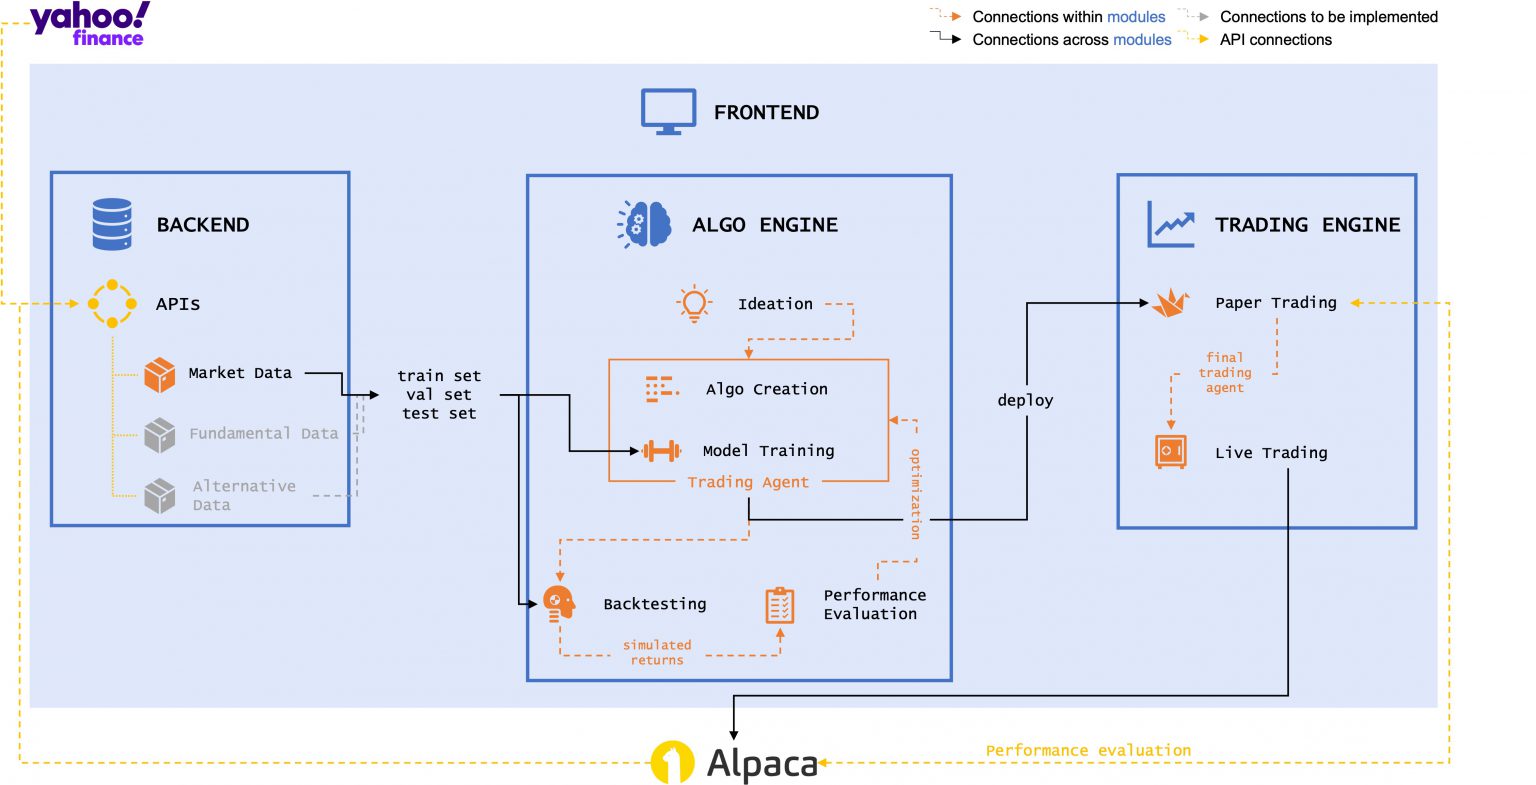 yahoo!
finance
Connections within modules
Connections to be implemented
Connections across modules
API connections
FRONTEND
BACKEND
APIs
Market Data
Fundamental Data
Alternative
Data
train set
val set
test set
ALGO ENGINE
Ideation
Algo Creation
Model Training
Trading Agent
optimization
Backtesting
Performance
Evaluation
simulated
returns
deploy
TRADING ENGINE
Paper Trading
final
trading
agent
Live Trading
Performance evaluation
Alpaca